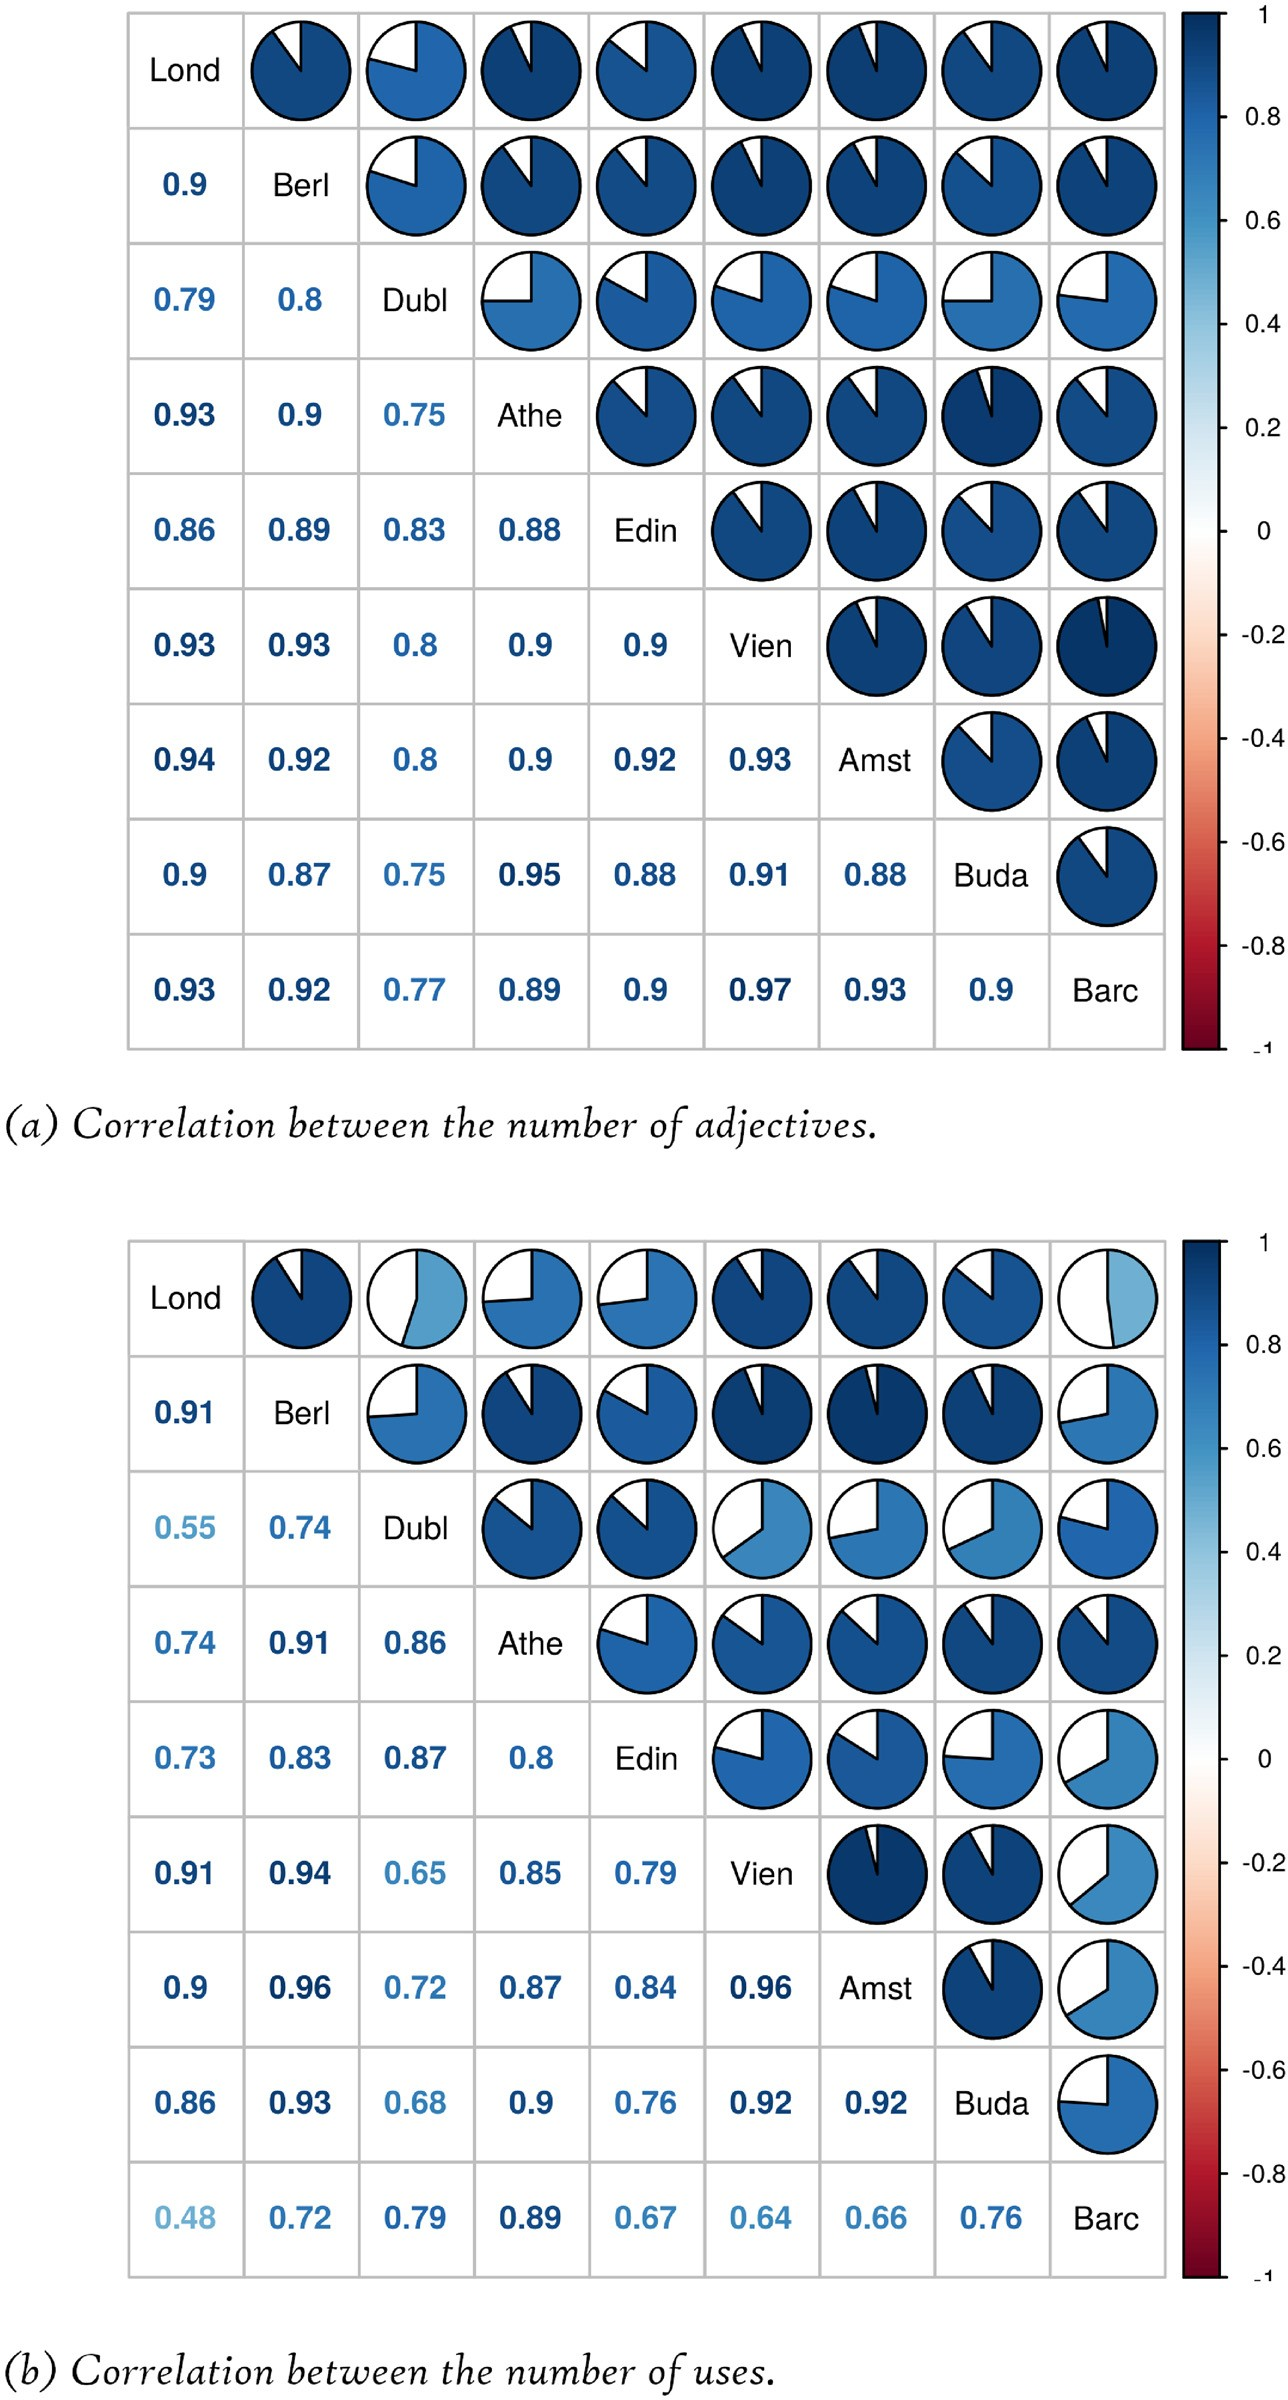 1
Lond
0.8
0.9 Berl
0.6
0.79 0.8 Dubl
0.4
0.93 0.9 0.75 Athe
0.2
0.86 0.89 0.83 0.88 Edin
0
0.93 0.93 0.8 0.9 0.9 Vien
-0.2
-0.4
0.94 0.92 0.8 0.9 0.92 0.93 Amst
-0.6
0.9 0.87 0.75 0.95 0.88 0.91 0.88 Buda
-0.8
0.93 0.92 0.77 0.89 0.9 0.97 0.93 0.9 Barc
-1
(a) Correlation between the number of adjectives.
1
Lond
0.8
0.91 Berl
0.6
0.55 0.74 Dubl
0.4
0.74 0.91 0.86 Athe
0.2
0.73 0.83 0.87 0.8 Edin
0
0.91 0.94 0.65 0.85 0.79 Vien
-0.2
-0.4
0.9 0.96 0.72 0.87 0.84 0.96 Amst
-0.6
0.86 0.93 0.68 0.9 0.76 0.92 0.92 Buda
-0.8
0.48 0.72 0.79 0.89 0.67 0.64 0.66 0.76 Barc
-1
(b) Correlation between the number of uses.